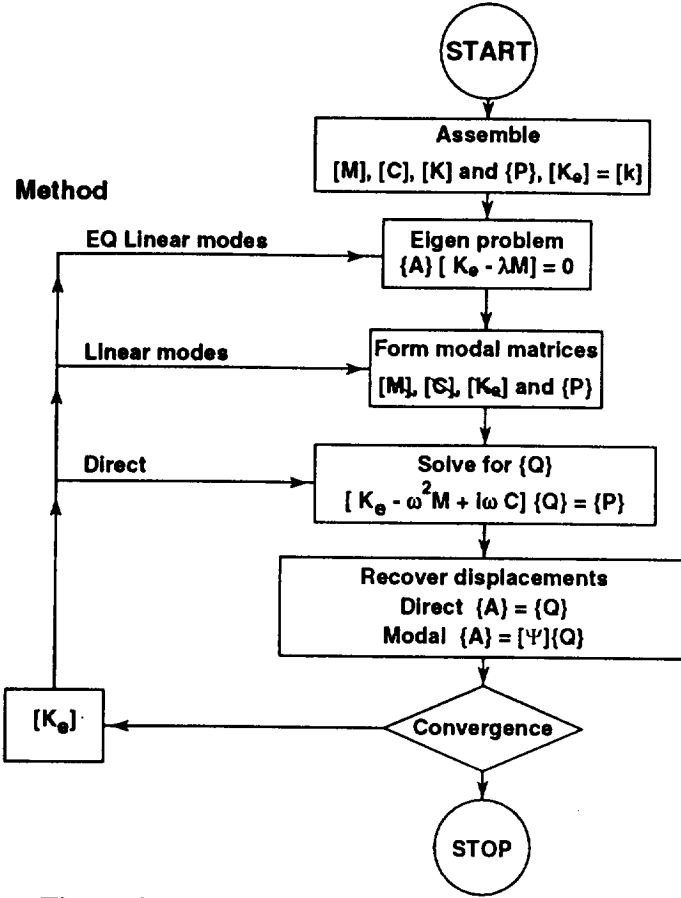 START
Assemble
[M], [C], [K] and {P}, [Kₑ] = [k]
Method
EQ Linear modes
Eigen problem
{A} [ Kₑ - λM] = 0
Linear modes
Form modal matrices
[M], [C], [Kₑ] and {P}
Direct
Solve for {Q}
[ Kₑ - ω²M + iω C] {Q} = {P}
Recover displacements
Direct {A} = {Q}
Modal {A} = [Ψ]{Q}
[Kₑ]
Convergence
STOP